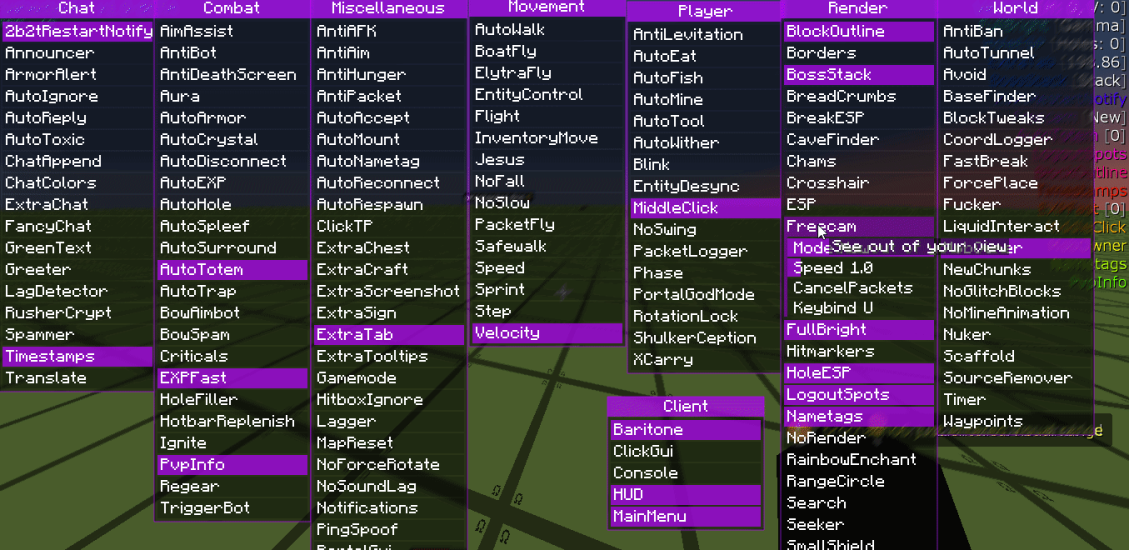 Chat
2b2tRestartNotify
Announcer
ArmorAlert
AutoIgnore
AutoReply
AutoToxic
ChatAppend
ChatColors
ExtraChat
FancyChat
GreenText
Greeter
LagDetector
RusherCrypt
Spammer
Timestamps
Translate
Combat
AimAssist
AntiBot
AntiDeathScreen
Aura
AutoArmor
AutoCrystal
AutoDisconnect
AutoEXP
AutoHole
AutoSpleef
AutoSurround
AutoTotem
AutoTrap
BowAimbot
BowSpam
Criticals
EXPFast
HoleFiller
HotbarReplenish
Ignite
PvpInfo
Regear
TriggerBot
Miscellaneous
AntiAFK
AntiAim
AntiHunger
AntiPacket
AutoAccept
AutoMount
AutoNametag
AutoReconnect
AutoRespawn
ClickTP
ExtraChest
ExtraCraft
ExtraScreenshot
ExtraSign
ExtraTab
ExtraTooltips
Gamemode
HitboxIgnore
Lagger
MapReset
NoForceRotate
NoSoundLag
Notifications
PingSpoof
PortalGui
Movement
AutoWalk
BoatFly
ElytraFly
EntityControl
Flight
InventoryMove
Jesus
NoFall
NoSlow
PacketFly
Safewalk
Speed
Sprint
Step
Velocity
Player
AntiLevitation
AutoEat
AutoFish
AutoMine
AutoTool
AutoWither
Blink
EntityDesync
MiddleClick
NoSwing
PacketLogger
Phase
PortalGodMode
RotationLock
ShulkerCeption
XCarry
Client
Baritone
ClickGui
Console
HUD
MainMenu
Render
BlockOutline
Borders
BossStack
BreadCrumbs
BreakESP
CaveFinder
Chams
Crosshair
ESP
Freecam
Mode See out of your view.
Speed 1.0
CancelPackets
Keybind U
FullBright
Hitmarkers
HoleESP
LogoutSpots
Nametags
NoRender
RainbowEnchant
RangeCircle
Search
Seeker
SmallShield
World
AntiBan
AutoTunnel
Avoid
BaseFinder
BlockTweaks
CoordLogger
FastBreak
ForcePlace
Fucker
LiquidInteract
NewChunks
NoGlitchBlocks
NoMineAnimation
Nuker
Scaffold
SourceRemover
Timer
Waypoints